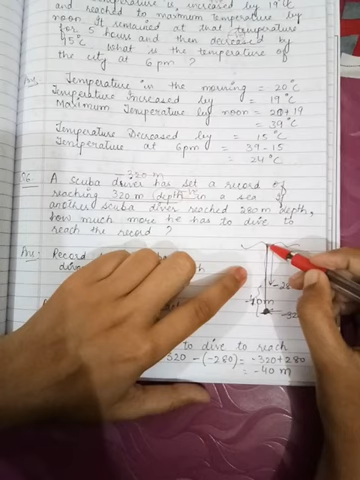 temperature is increased by 19°C
and reached to maximum temperature by
noon. It remained at that temperature
for 5 hours and then decreased by
45°C. What is the temperature of
the city at 6 pm ?
Ans: Temperature in the morning = 20°C
Temperature Increased by = 19°C
Maximum Temperature by noon = 20+19
= 39°C
Temperature Decreased by = 15°C
Temperature at 6pm = 39-15
= 24°C
320 m
Q6. A scuba driver has set a record of
reaching 320 m (depth in a sea. If
another scuba diver reached 280 m depth,
how much more he has to dive to
reach the record ?
Ans: Record
to dive to reach
320 -(-280) = -320+280
= -40 m